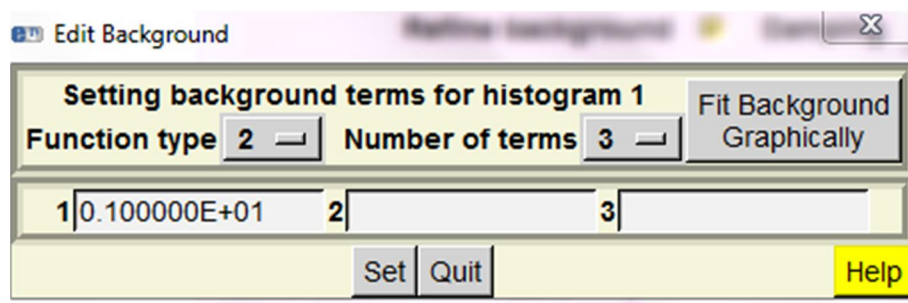 Edit Background
Setting background terms for histogram 1
Function type 2 Number of terms 3
Fit Background
Graphically
1 0.100000E+01 2 3
Set Quit
Help